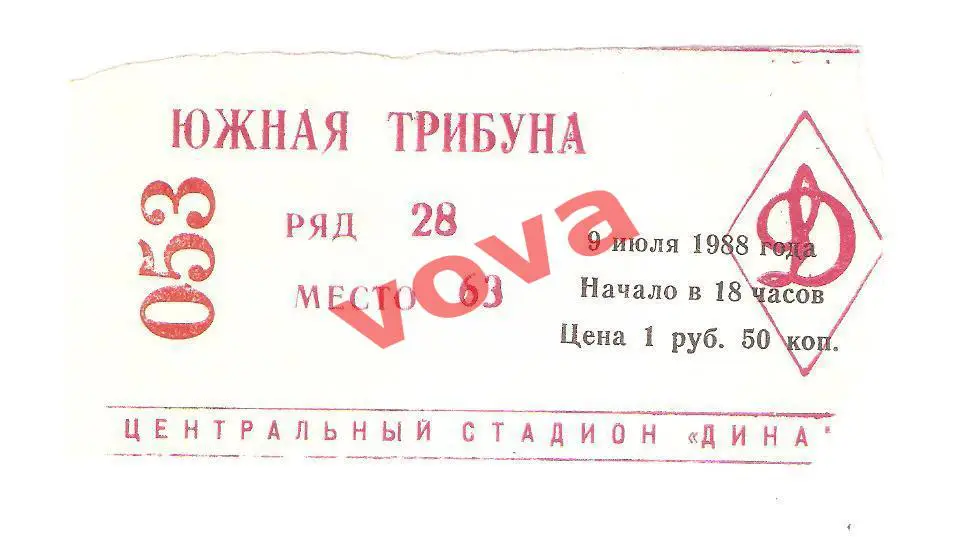 ЮЖНАЯ ТРИБУНА
053
РЯД 28
МЕСТО 63
9 июля 1988 года
Начало в 18 часов
Цена 1 руб. 50 коп.
Д
vova
ЦЕНТРАЛЬНЫЙ СТАДИОН «ДИНА